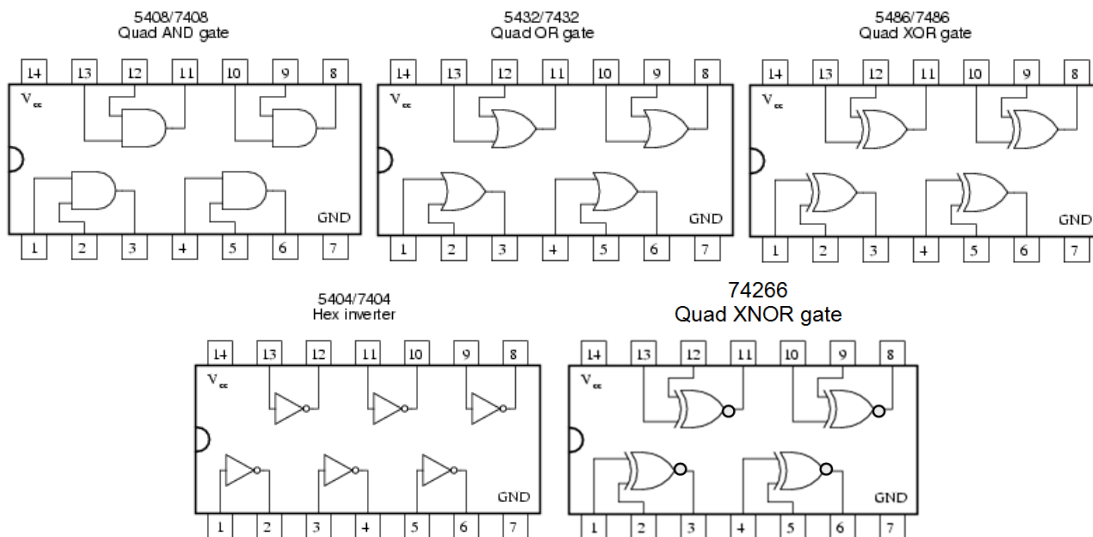 5408/7408
Quad AND gate
5432/7432
Quad OR gate
5486/7486
Quad XOR gate
14 13 12 11 10 9 8
14 13 12 11 10 9 8
14 13 12 11 10 9 8
Vcc
Vcc
Vcc
GND
GND
GND
1 2 3 4 5 6 7
1 2 3 4 5 6 7
1 2 3 4 5 6 7
5404/7404
Hex inverter
74266
Quad XNOR gate
14 13 12 11 10 9 8
14 13 12 11 10 9 8
Vcc
Vcc
GND
GND
1 2 3 4 5 6 7
1 2 3 4 5 6 7